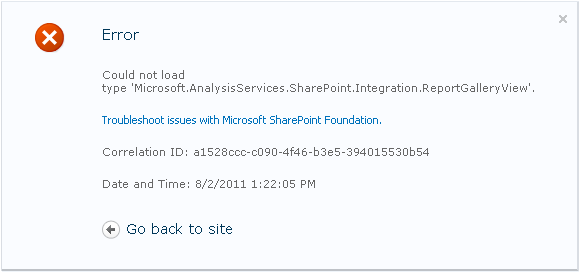 Error
Could not load
type 'Microsoft.AnalysisServices.SharePoint.Integration.ReportGalleryView'.
Troubleshoot issues with Microsoft SharePoint Foundation.
Correlation ID: a1528ccc-c090-4f46-b3e5-394015530b54
Date and Time: 8/2/2011 1:22:05 PM
Go back to site